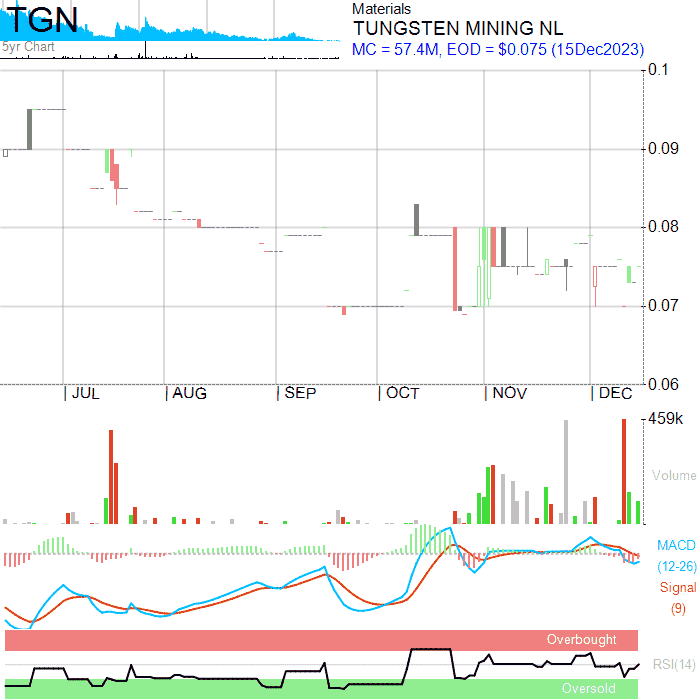 TGN
5yr Chart
Materials
TUNGSTEN MINING NL
MC = 57.4M, EOD = $0.075 (15Dec2023)
0.1
0.09
0.08
0.07
0.06
JUL AUG SEP OCT NOV DEC
459k
Volume
MACD
(12-26)
Signal
(9)
Overbought
RSI(14)
Oversold